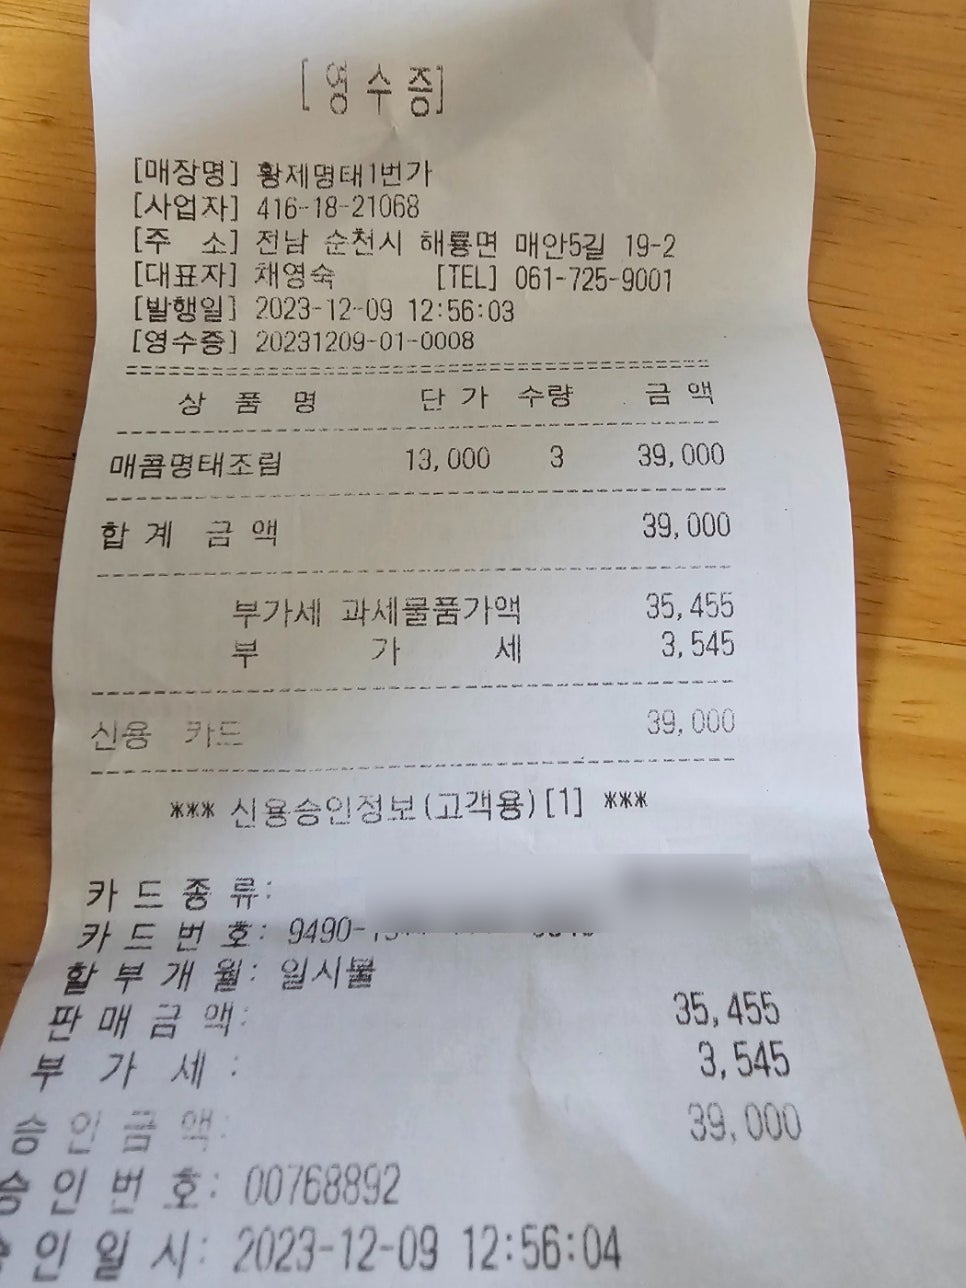 [영수증]
[매장명] 황제명태1번가
[사업자] 416-18-21068
[주 소] 전남 순천시 해룡면 매안5길 19-2
[대표자] 채영숙 [TEL] 061-725-9001
[발행일] 2023-12-09 12:56:03
[영수증] 20231209-01-0008
상 품 명 단 가 수량 금 액
매콤명태조림 13,000 3 39,000
합 계 금 액 39,000
부가세 과세물품가액 35,455
부 가 세 3,545
신용 카드 39,000
*** 신용승인정보(고객용)[1] ***
카 드 종 류:
카 드 번 호: 9490-
할 부 개 월: 일시불
판 매 금 액: 35,455
부 가 세 : 3,545
승 인 금 액: 39,000
승 인 번 호: 00768892
승 인 일 시: 2023-12-09 12:56:04